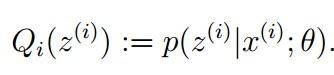 Q_i(z^{(i)}) := p(z^{(i)}|x^{(i)}; θ).